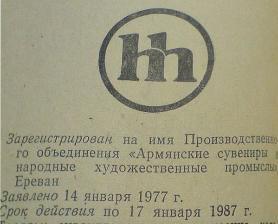 Зарегистрирован на имя Производственно-
го объединения «Армянские сувениры и
народные художественные промыслы
Ереван
Заявлено 14 января 1977 г.
Срок действия по 17 января 1987 г.